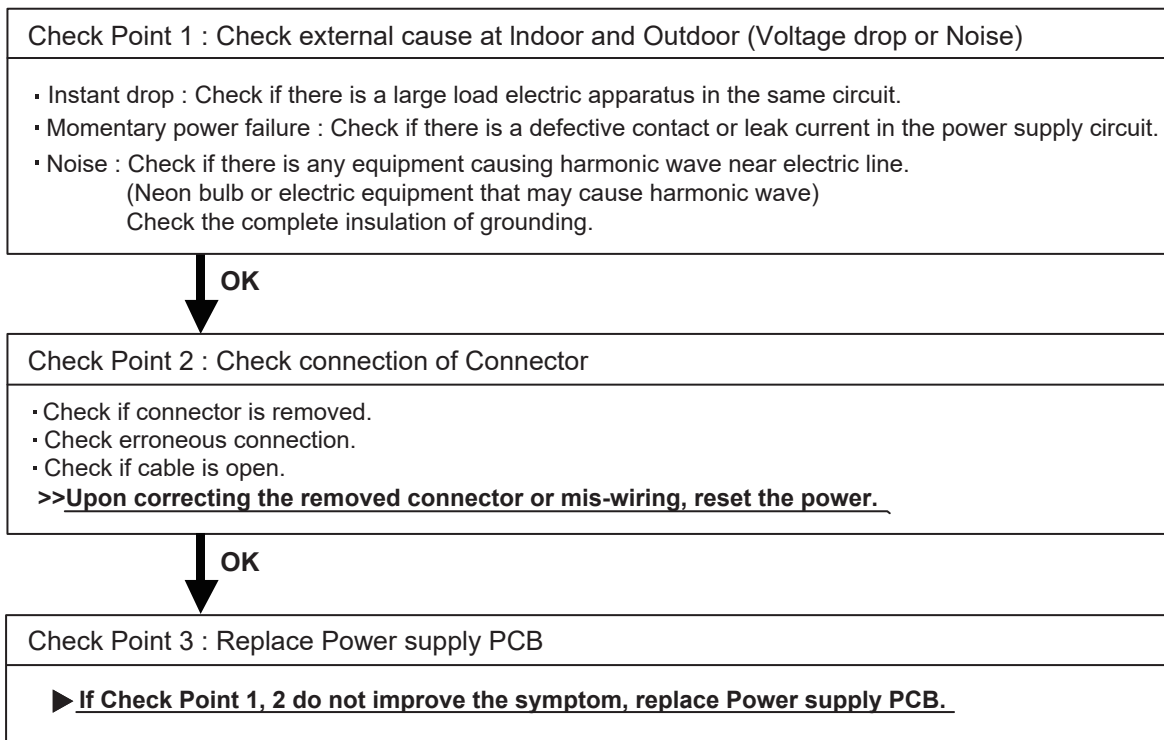 Check Point 1 : Check external cause at Indoor and Outdoor (Voltage drop or Noise)
· Instant drop : Check if there is a large load electric apparatus in the same circuit.
· Momentary power failure : Check if there is a defective contact or leak current in the power supply circuit.
· Noise : Check if there is any equipment causing harmonic wave near electric line.
(Neon bulb or electric equipment that may cause harmonic wave)
Check the complete insulation of grounding.
OK
Check Point 2 : Check connection of Connector
· Check if connector is removed.
· Check erroneous connection.
· Check if cable is open.
>>Upon correcting the removed connector or mis-wiring, reset the power.
OK
Check Point 3 : Replace Power supply PCB
▶ If Check Point 1, 2 do not improve the symptom, replace Power supply PCB.